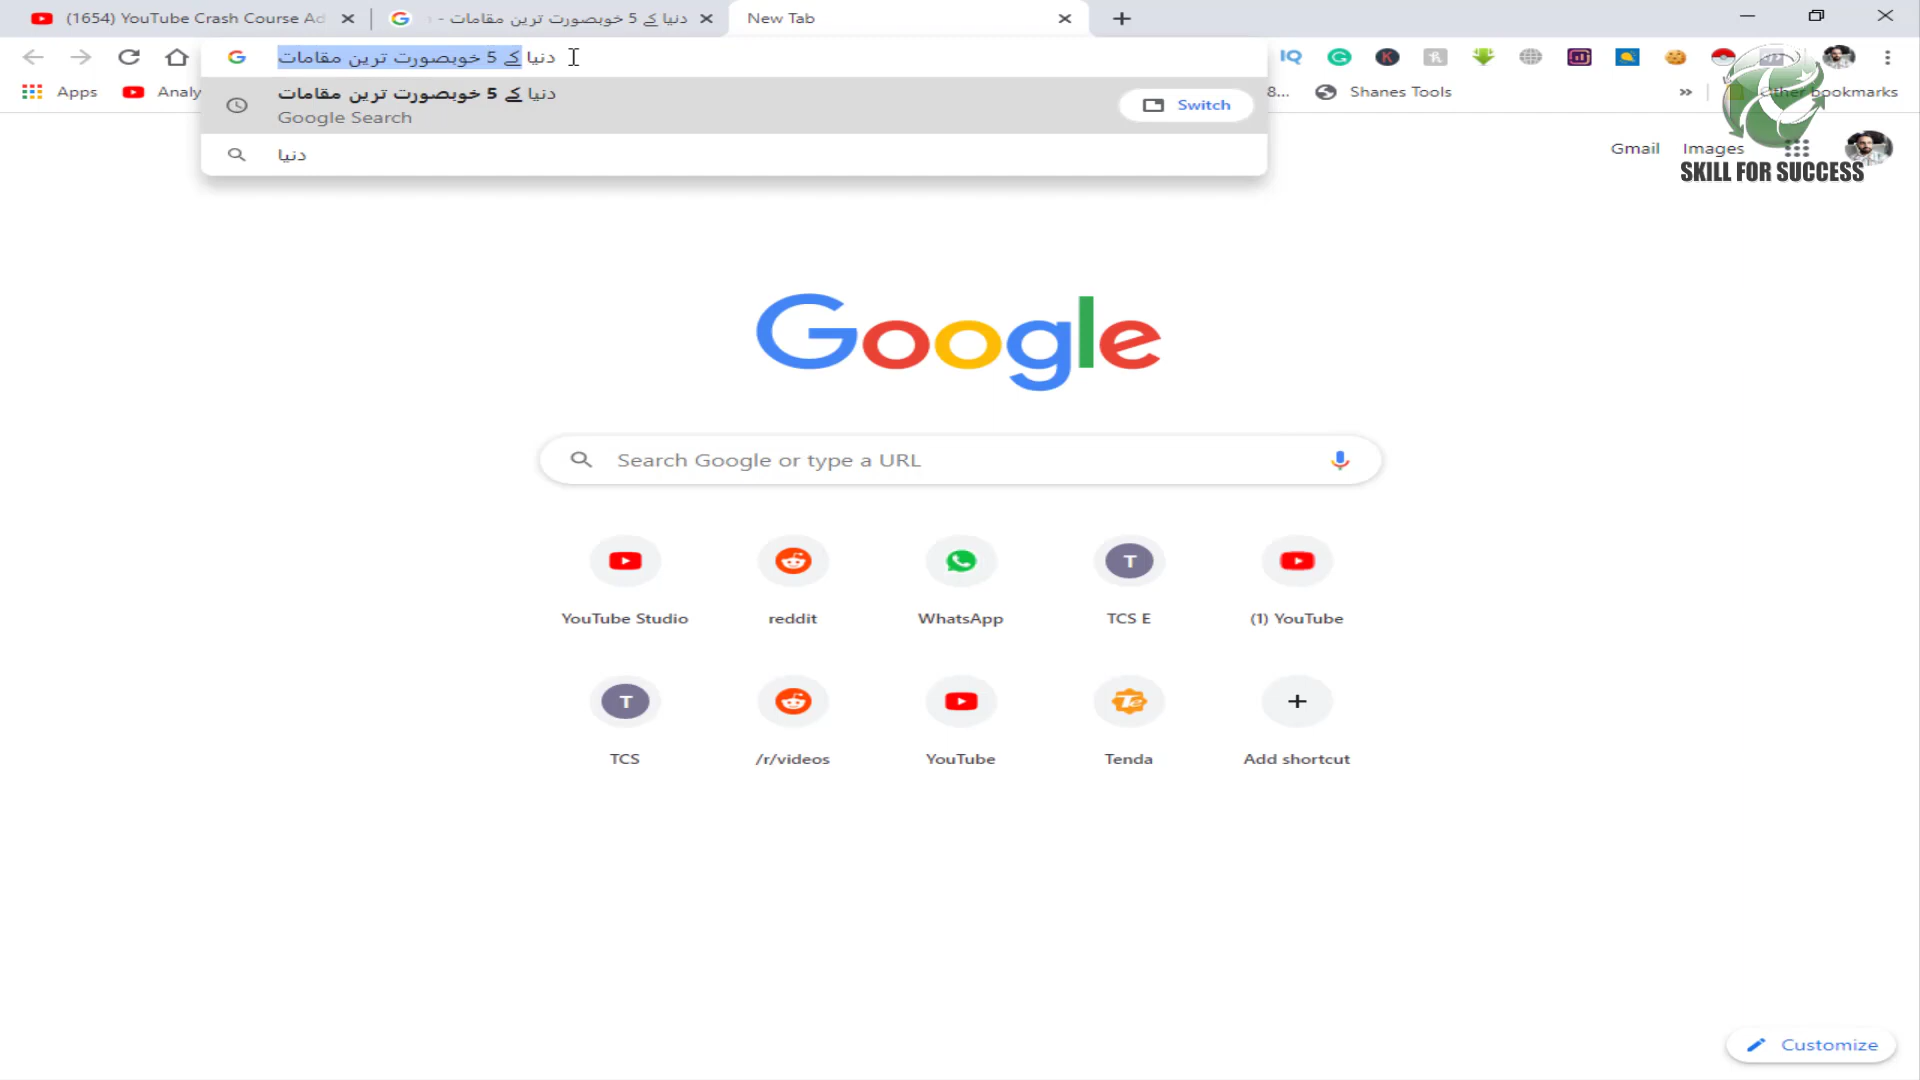 (1654) YouTube Crash Course Ad
دنیا کے 5 خوبصورت ترین مقامات -
New Tab
دنیا کے 5 خوبصورت ترین مقامات
IQ
Apps
Analy
دنیا کے 5 خوبصورت ترین مقامات
Google Search
Switch
8...
Shanes Tools
»
Other bookmarks
دنیا
Gmail
Images
SKILL FOR SUCCESS
Google
Search Google or type a URL
YouTube Studio
reddit
WhatsApp
T
TCS E
(1) YouTube
T
TCS
/r/videos
YouTube
Tenda
Add shortcut
Customize